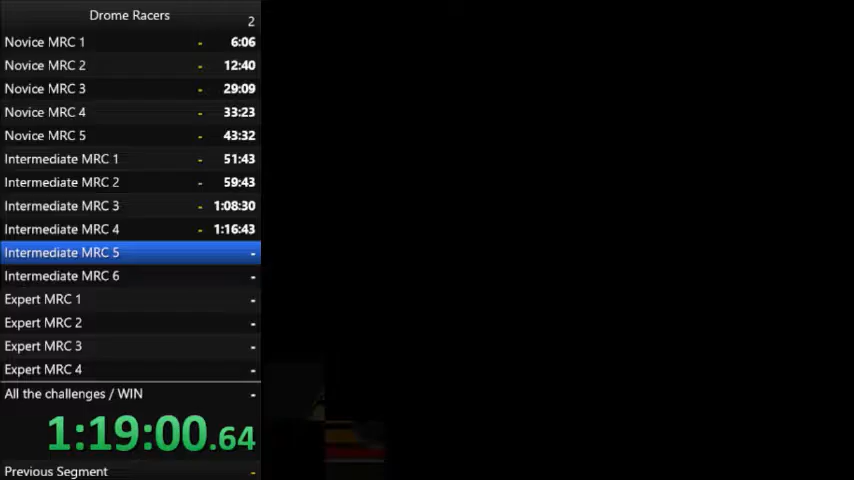 Drome Racers
2
Novice MRC 1 - 6:06
Novice MRC 2 - 12:40
Novice MRC 3 - 29:09
Novice MRC 4 - 33:23
Novice MRC 5 - 43:32
Intermediate MRC 1 - 51:43
Intermediate MRC 2 - 59:43
Intermediate MRC 3 - 1:08:30
Intermediate MRC 4 - 1:16:43
Intermediate MRC 5 -
Intermediate MRC 6 -
Expert MRC 1 -
Expert MRC 2 -
Expert MRC 3 -
Expert MRC 4 -
All the challenges / WIN -
1:19:00.64
Previous Segment -